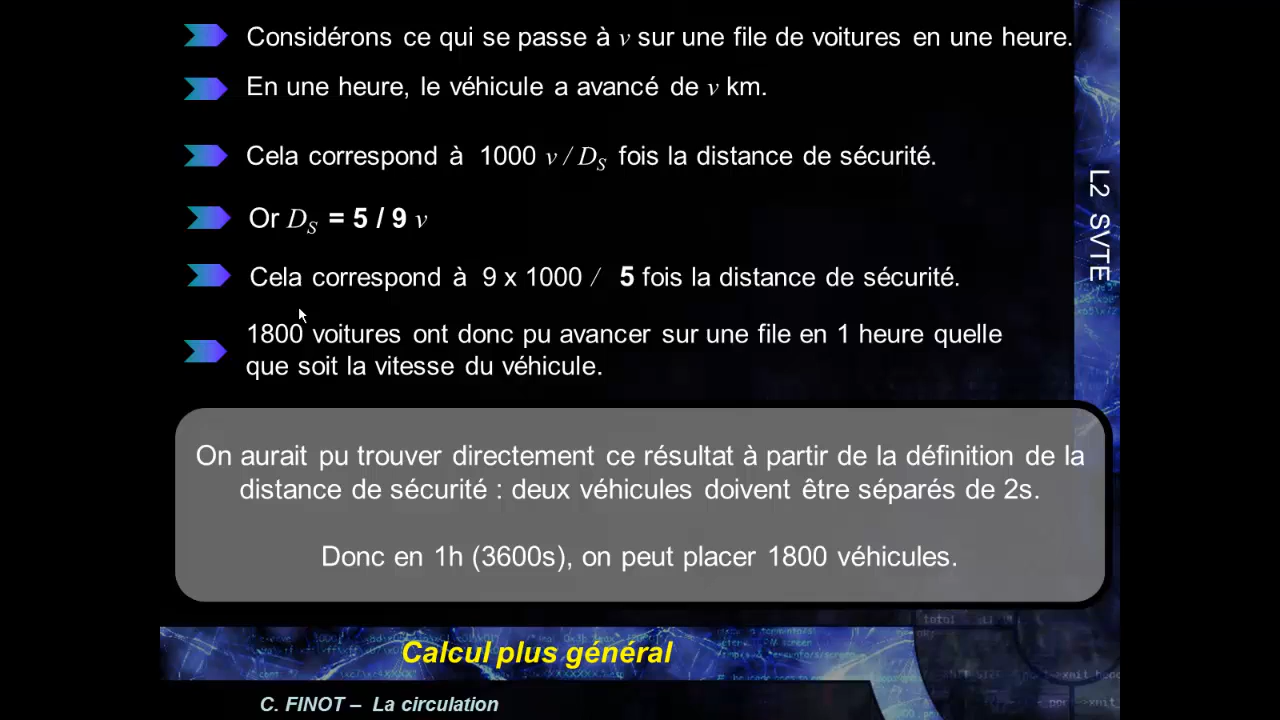 Considérons ce qui se passe à v sur une file de voitures en une heure.
En une heure, le véhicule a avancé de v km.
Cela correspond à 1000 v / DS fois la distance de sécurité.
Or DS = 5 / 9 v
Cela correspond à 9 x 1000 / 5 fois la distance de sécurité.
1800 voitures ont donc pu avancer sur une file en 1 heure quelle
que soit la vitesse du véhicule.
On aurait pu trouver directement ce résultat à partir de la définition de la
distance de sécurité : deux véhicules doivent être séparés de 2s.
Donc en 1h (3600s), on peut placer 1800 véhicules.
L2 SVTE
Calcul plus général
C. FINOT – La circulation